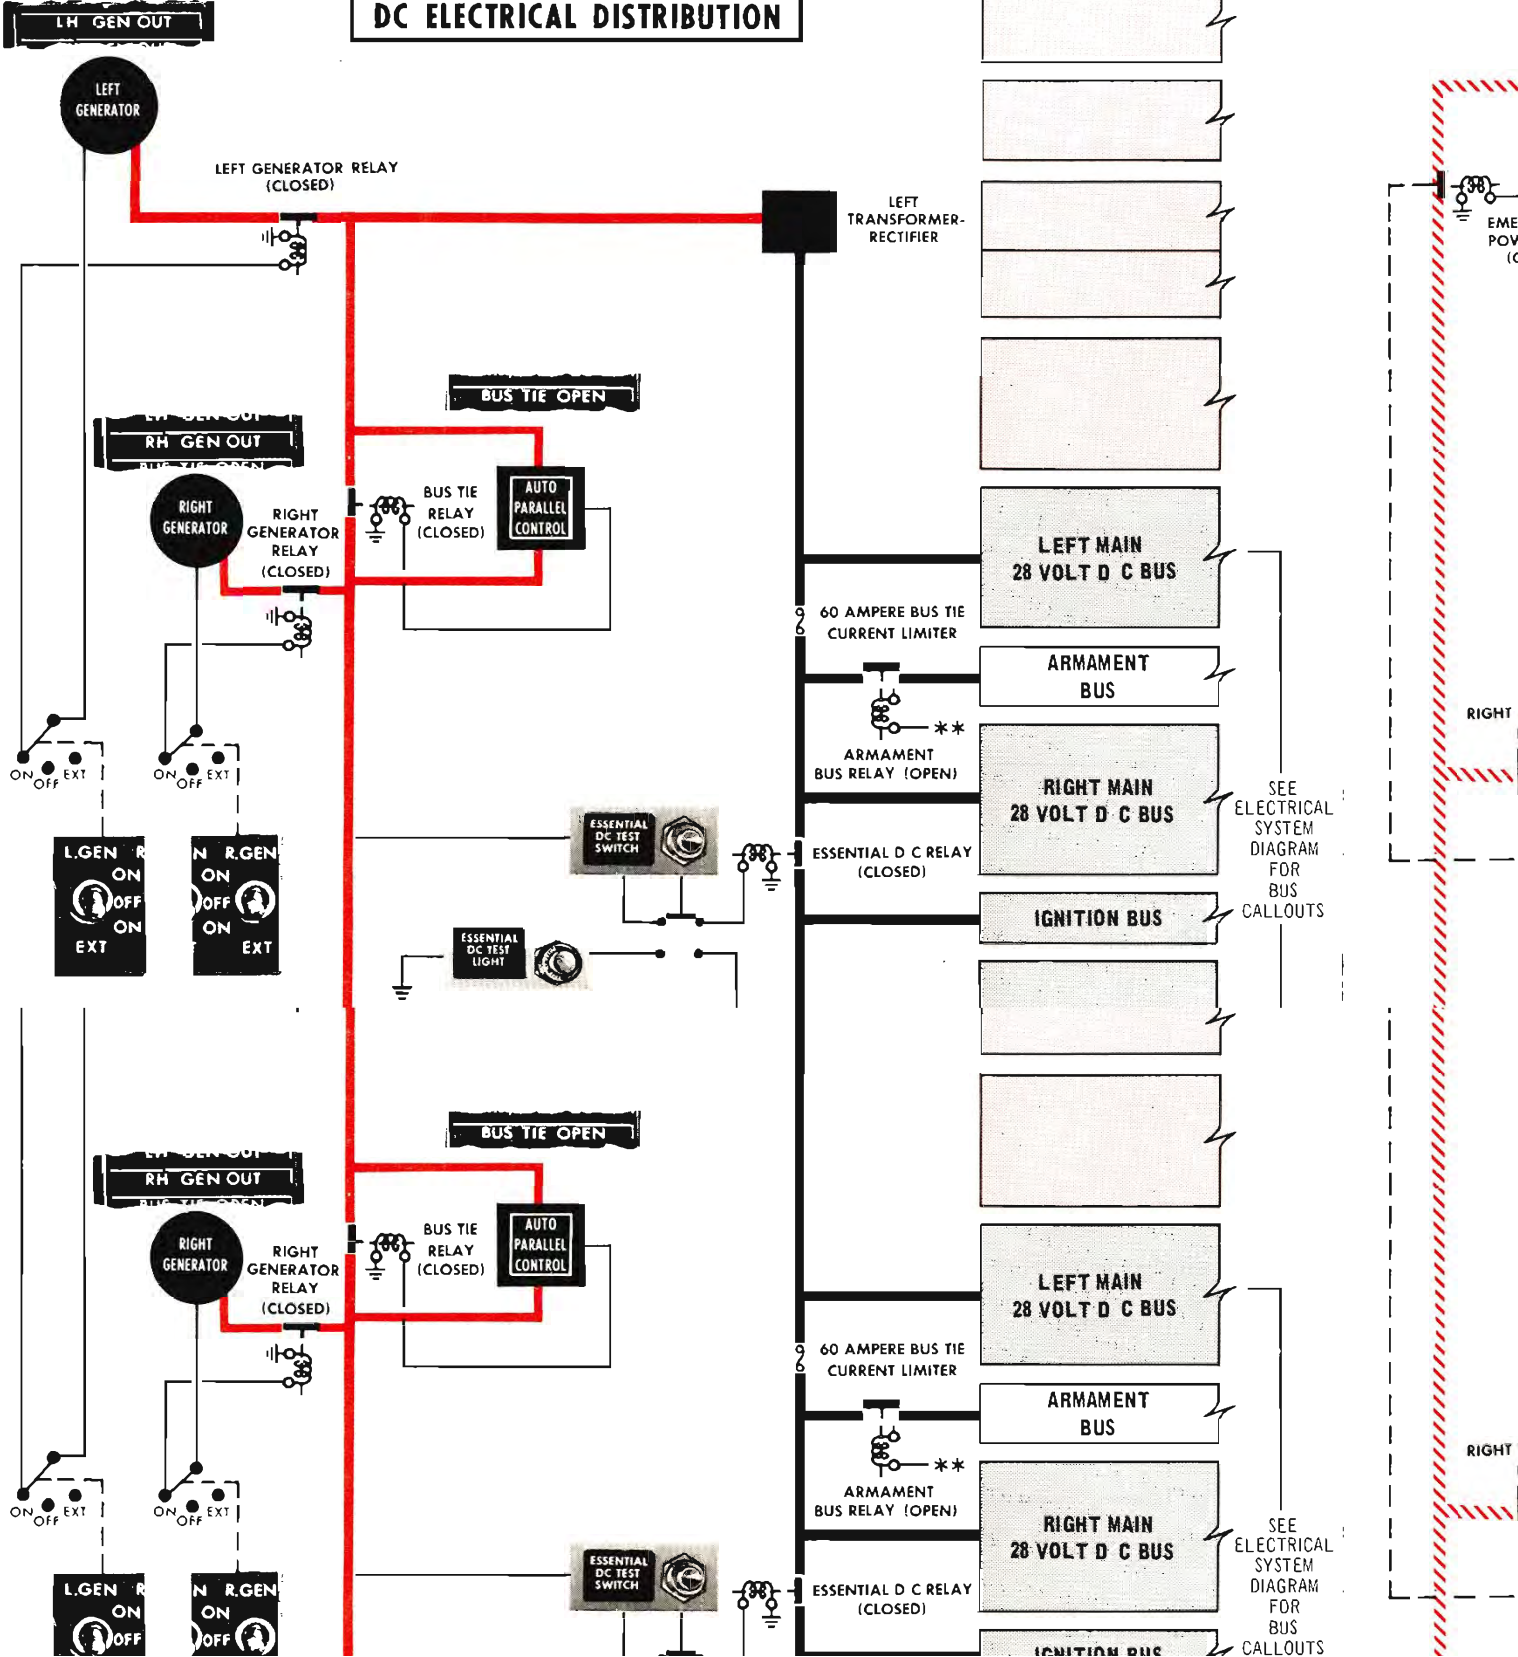 LH GEN OUT
DC ELECTRICAL DISTRIBUTION
LEFT
GENERATOR
LEFT GENERATOR RELAY
(CLOSED)
LEFT
TRANSFORMER-
RECTIFIER
BUS TIE OPEN
RH GEN OUT
RIGHT
GENERATOR
RIGHT
GENERATOR
RELAY
(CLOSED)
BUS TIE
RELAY
(CLOSED)
AUTO
PARALLEL
CONTROL
LEFT MAIN
28 VOLT D C BUS
60 AMPERE BUS TIE
CURRENT LIMITER
ARMAMENT
BUS
**
ARMAMENT
BUS RELAY (OPEN)
RIGHT MAIN
28 VOLT D C BUS
RIGHT
ON OFF EXT
ON OFF EXT
SEE
ELECTRICAL
SYSTEM
DIAGRAM
FOR
BUS
CALLOUTS
ESSENTIAL
DC TEST
SWITCH
ESSENTIAL D C RELAY
(CLOSED)
IGNITION BUS
L.GEN R
ON
OFF
ON
EXT
N R.GEN
ON
OFF
ON
EXT
ESSENTIAL
DC TEST
LIGHT
BUS TIE OPEN
RH GEN OUT
RIGHT
GENERATOR
RIGHT
GENERATOR
RELAY
(CLOSED)
BUS TIE
RELAY
(CLOSED)
AUTO
PARALLEL
CONTROL
LEFT MAIN
28 VOLT D C BUS
60 AMPERE BUS TIE
CURRENT LIMITER
ARMAMENT
BUS
**
ARMAMENT
BUS RELAY (OPEN)
RIGHT MAIN
28 VOLT D C BUS
RIGHT
ON OFF EXT
ON OFF EXT
SEE
ELECTRICAL
SYSTEM
DIAGRAM
FOR
BUS
CALLOUTS
ESSENTIAL
DC TEST
SWITCH
ESSENTIAL D C RELAY
(CLOSED)
IGNITION BUS
L.GEN R
ON
OFF
N R.GEN
ON
OFF